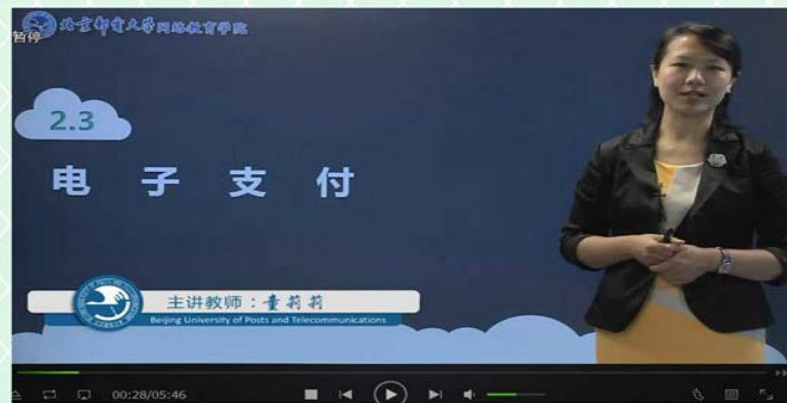 北京邮电大学网络教育学院
暂停
2.3
电子支付
主讲教师：童莉莉
Beijing University of Posts and Telecommunications
00:28/05:46